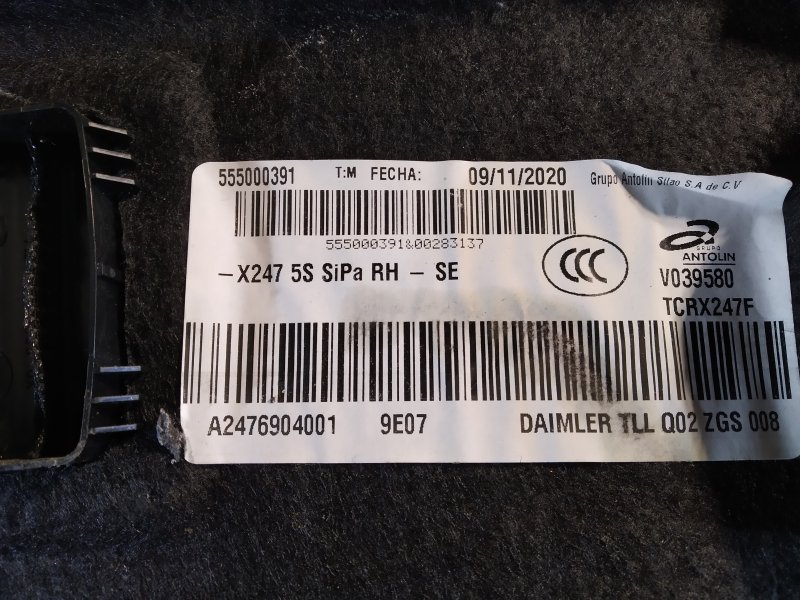 555000391 T:M FECHA: 09/11/2020 Grupo Antolin Silao S.A de C.V
555000391&00283137
-X247 5S SiPa RH - SE
CCC
GRUPO
ANTOLIN
V039580
TCRX247F
A2476904001 9E07 DAIMLER TLL Q02 ZGS 008